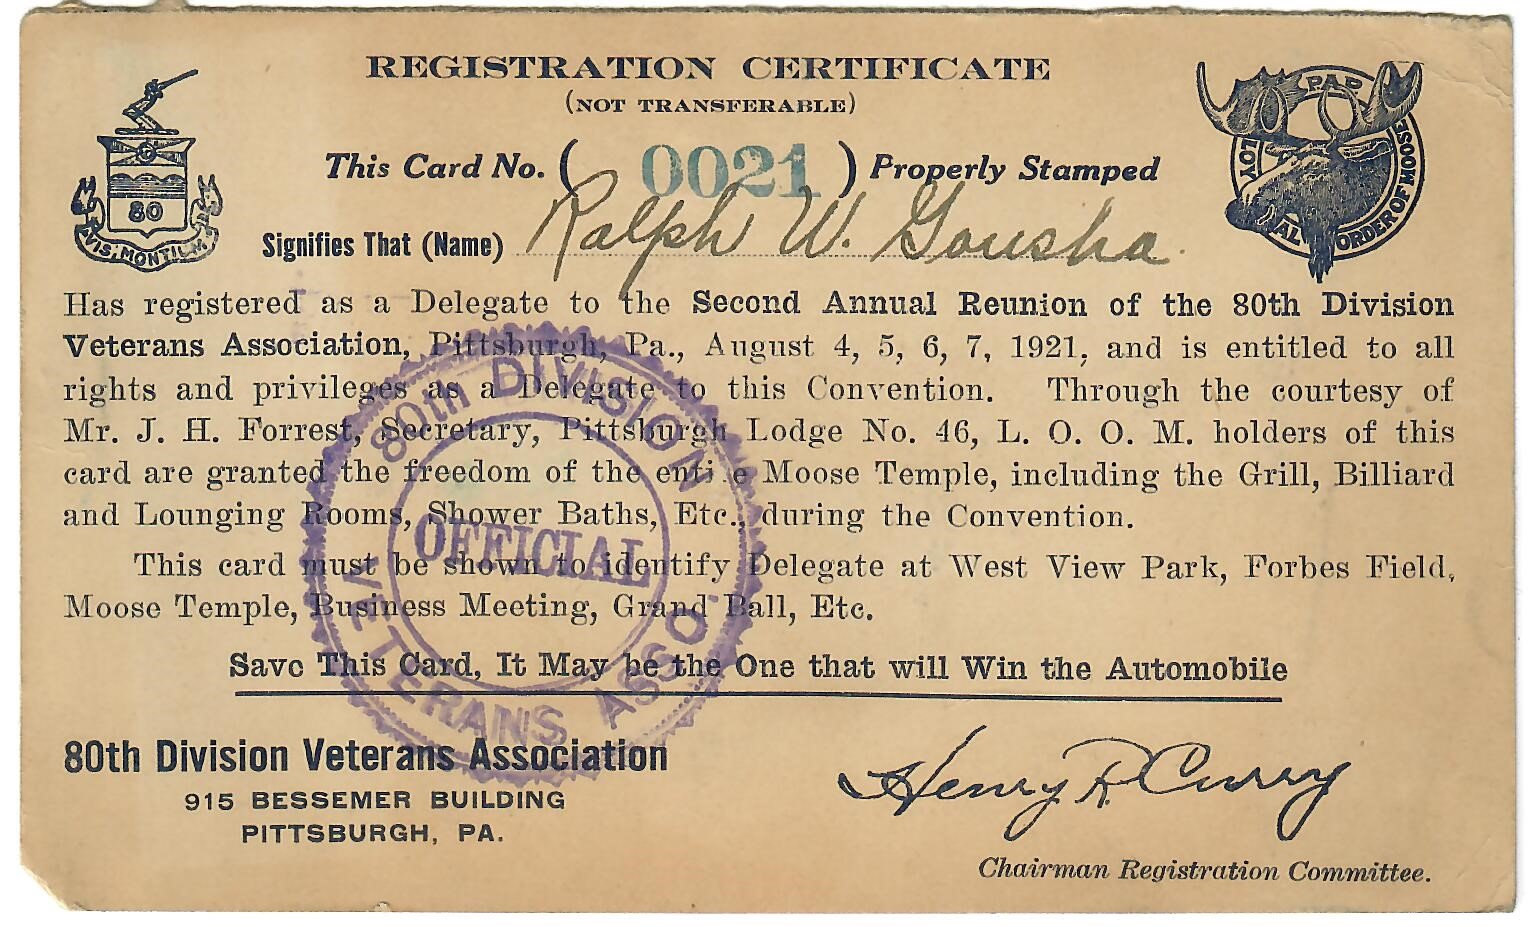 REGISTRATION CERTIFICATE
(NOT TRANSFERABLE)
This Card No. ( 0021 ) Properly Stamped
Signifies That (Name) Ralph W. Gousha
80
VIS MONTIUM
PAP
LOYAL ORDER OF MOOSE
Has registered as a Delegate to the Second Annual Reunion of the 80th Division
Veterans Association, Pittsburgh, Pa., August 4, 5, 6, 7, 1921, and is entitled to all
rights and privileges as a Delegate to this Convention. Through the courtesy of
Mr. J. H. Forrest, Secretary, Pittsburgh Lodge No. 46, L. O. O. M. holders of this
card are granted the freedom of the entire Moose Temple, including the Grill, Billiard
and Lounging Rooms, Shower Baths, Etc., during the Convention.
This card must be shown to identify Delegate at West View Park, Forbes Field,
Moose Temple, Business Meeting, Grand Ball, Etc.
Save This Card, It May be the One that will Win the Automobile
80th DIVISION
OFFICIAL
VETERANS ASSO.
80th Division Veterans Association
915 BESSEMER BUILDING
PITTSBURGH, PA.
Henry R. Curry
Chairman Registration Committee.